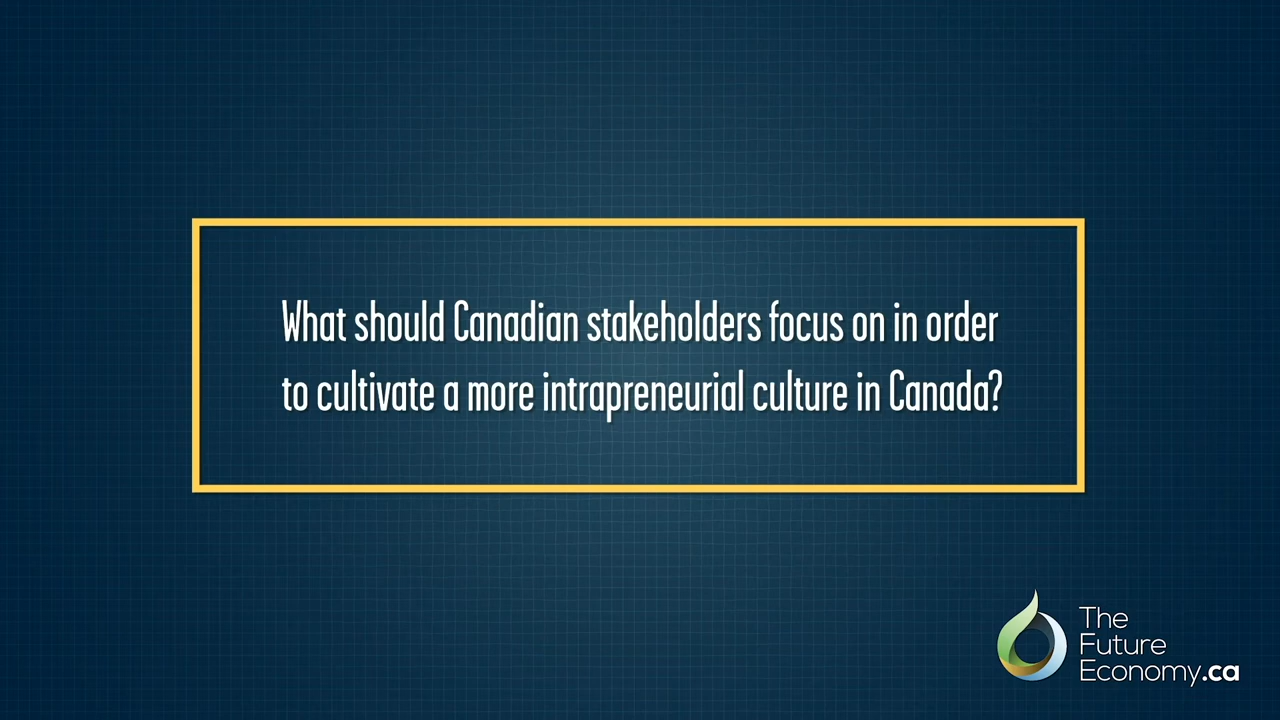 What should Canadian stakeholders focus on in order
to cultivate a more intrapreneurial culture in Canada?
The
Future
Economy.ca